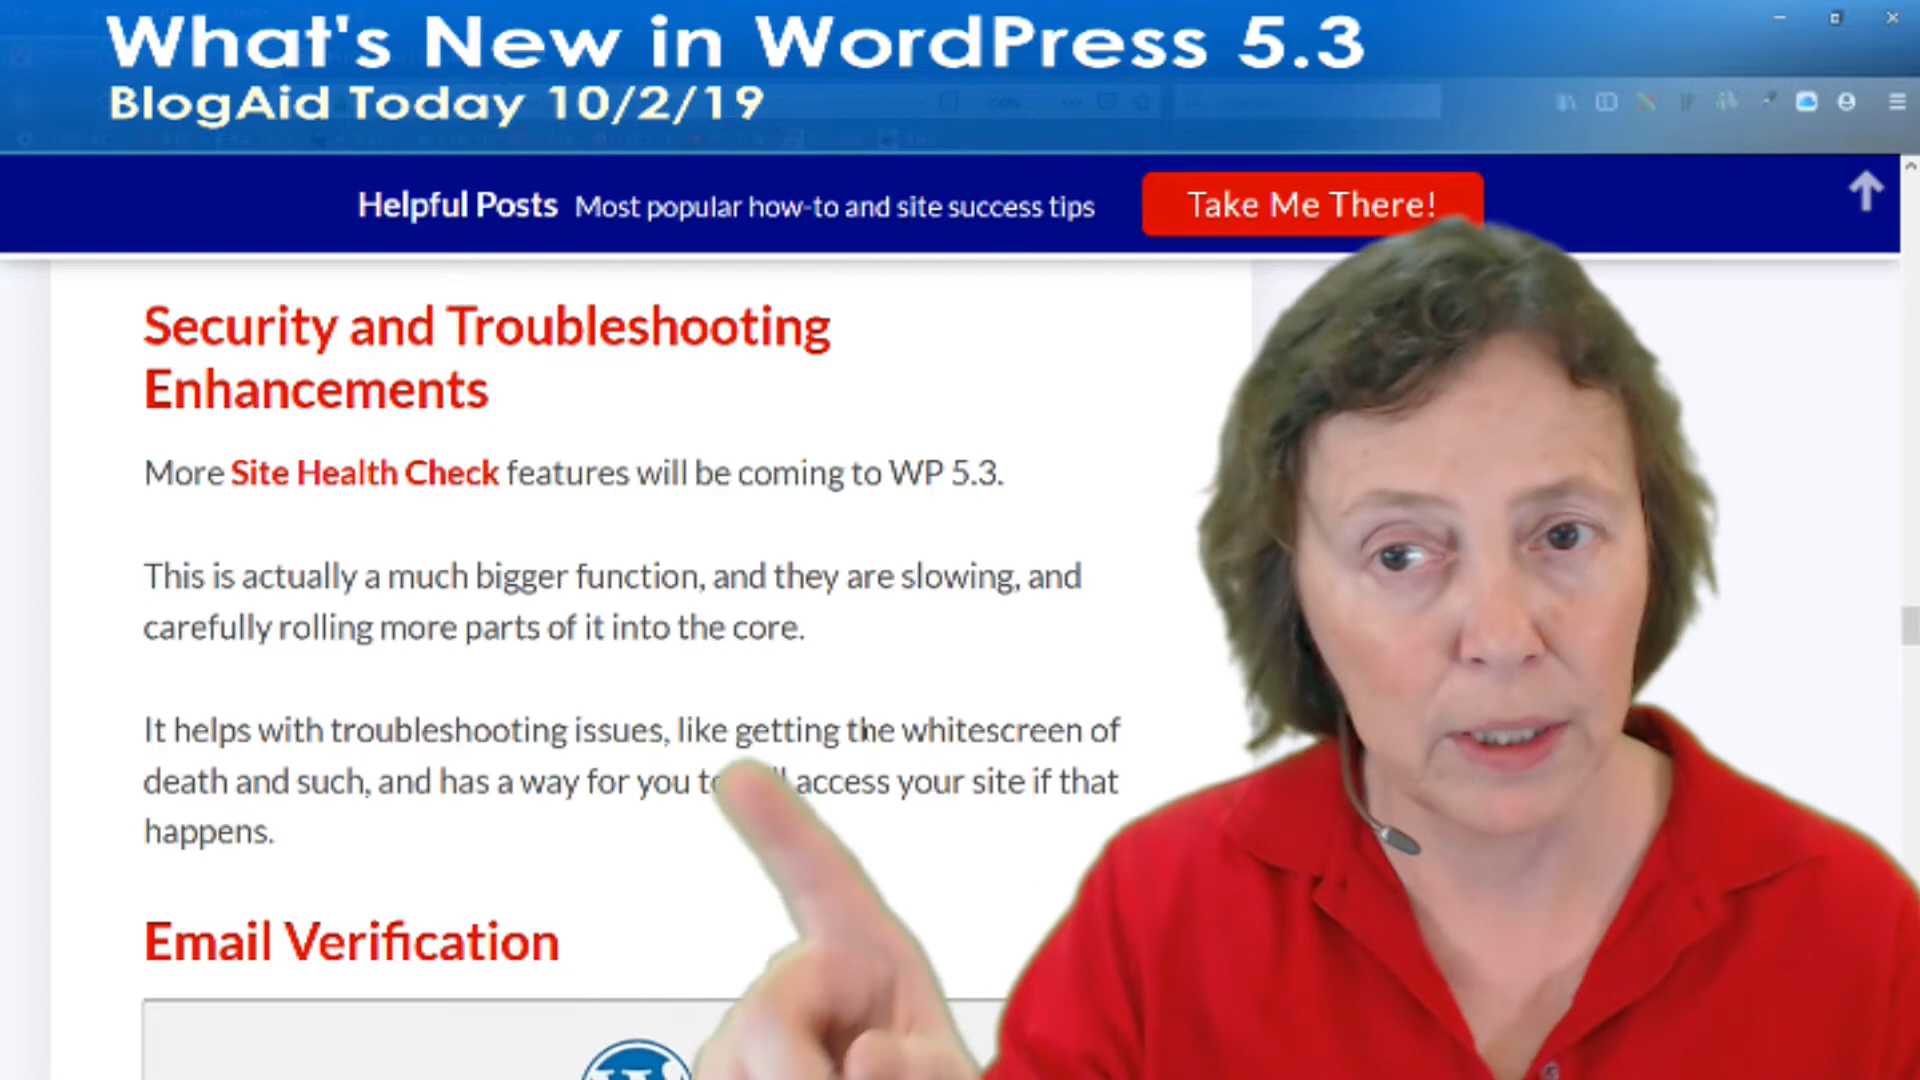 What's New in WordPress 5.3
BlogAid Today 10/2/19
Helpful Posts Most popular how-to and site success tips Take Me There!
Security and Troubleshooting
Enhancements
More Site Health Check features will be coming to WP 5.3.
This is actually a much bigger function, and they are slowing, and
carefully rolling more parts of it into the core.
It helps with troubleshooting issues, like getting the whitescreen of
death and such, and has a way for you to access your site if that
happens.
Email Verification